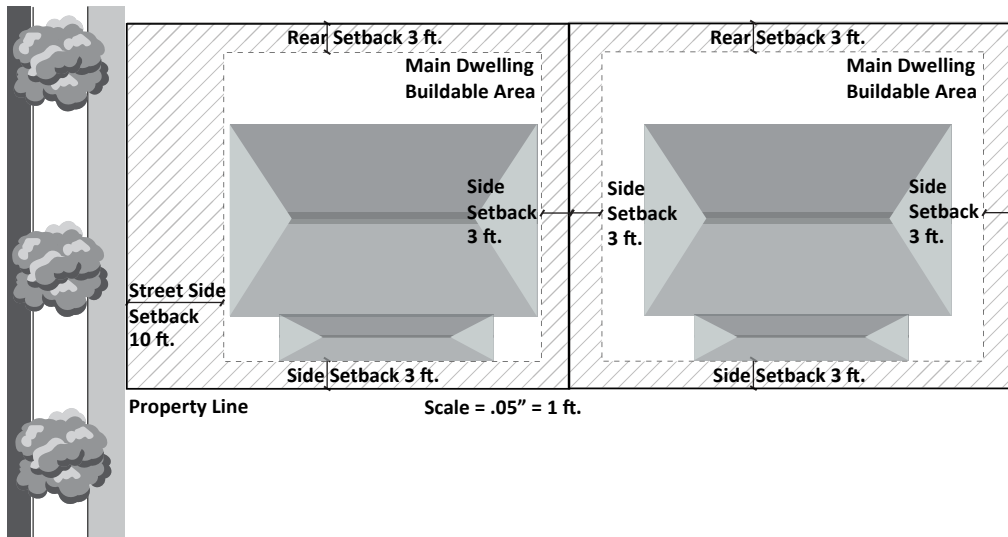 Rear Setback 3 ft.
Rear Setback 3 ft.
Main Dwelling
Buildable Area
Main Dwelling
Buildable Area
Side
Setback
3 ft.
Side
Setback
3 ft.
Side
Setback
3 ft.
Street Side
Setback
10 ft.
Side Setback 3 ft.
Side Setback 3 ft.
Property Line
Scale = .05” = 1 ft.